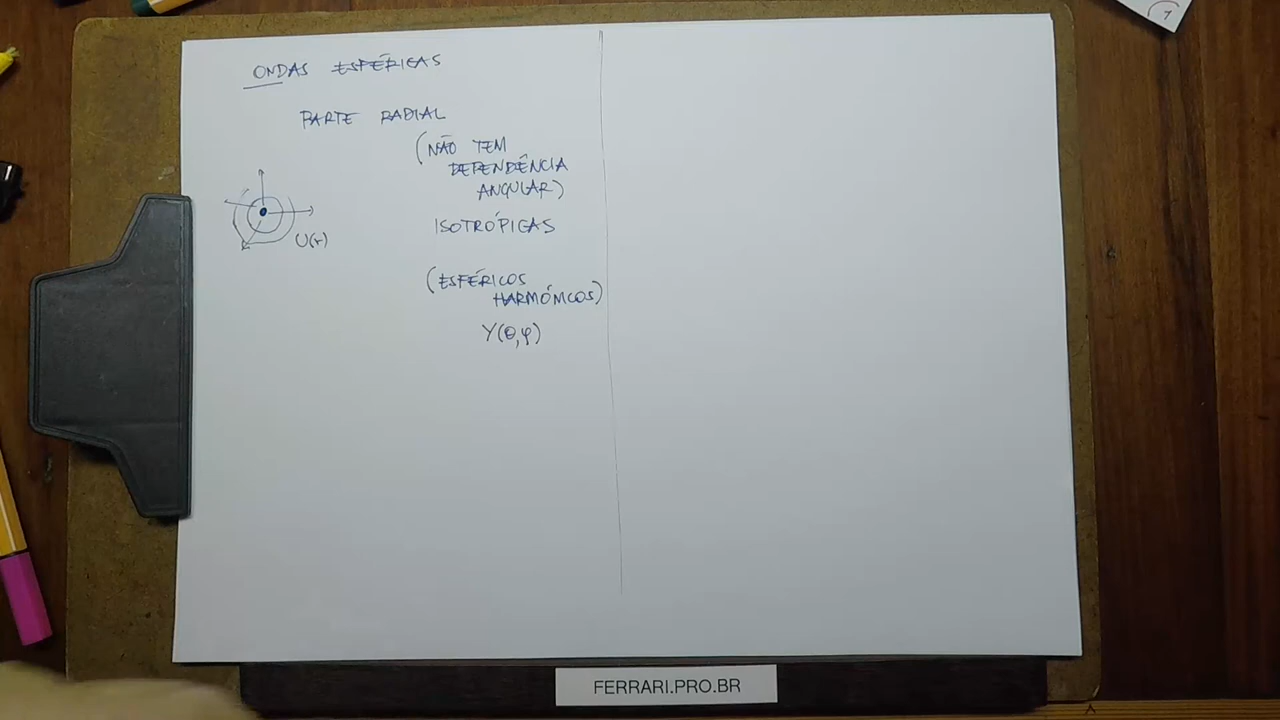 ONDAS ESFÉRICAS
PARTE RADIAL
(NÃO TEM
DEPENDÊNCIA
ANGULAR)
ISOTRÓPICAS
U(r)
(ESFÉRICOS
HARMÔNICOS)
Y(θ,φ)
FERRARI.PRO.BR